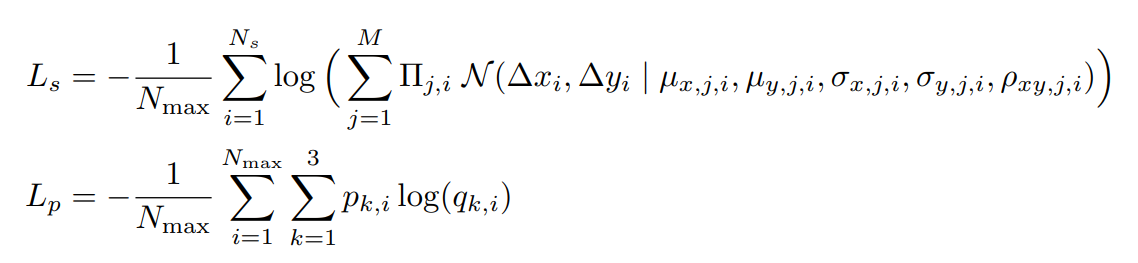 L_s = -\frac{1}{N_{\max}} \sum_{i=1}^{N_s} \log \Big( \sum_{j=1}^{M} \Pi_{j,i} \, \mathcal{N}(\Delta x_i, \Delta y_i \mid \mu_{x,j,i}, \mu_{y,j,i}, \sigma_{x,j,i}, \sigma_{y,j,i}, \rho_{xy,j,i}) \Big)
L_p = -\frac{1}{N_{\max}} \sum_{i=1}^{N_{\max}} \sum_{k=1}^{3} p_{k,i} \log(q_{k,i})